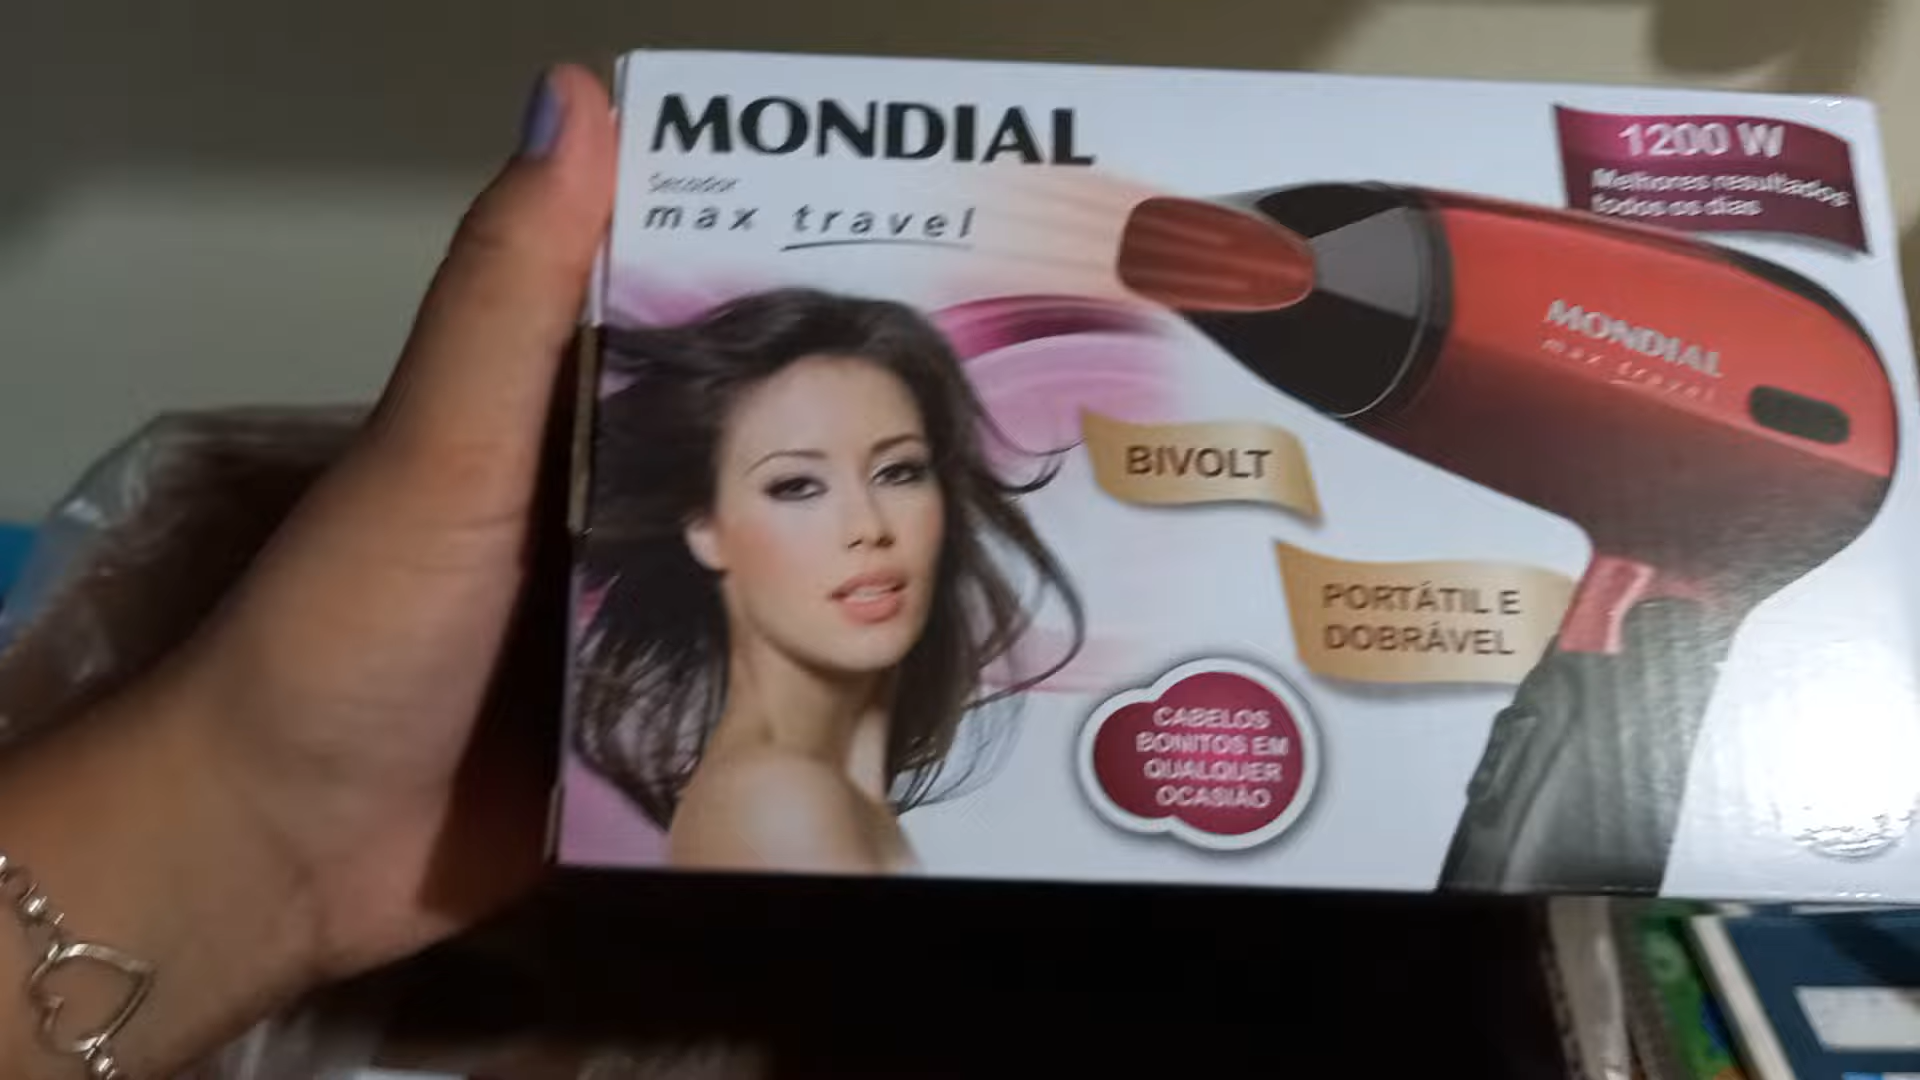 MONDIAL
Secador
max travel
1200 W
Melhores resultados
todos os dias
MONDIAL
max travel
BIVOLT
PORTÁTIL E
DOBRÁVEL
CABELOS
BONITOS EM
QUALQUER
OCASIÃO